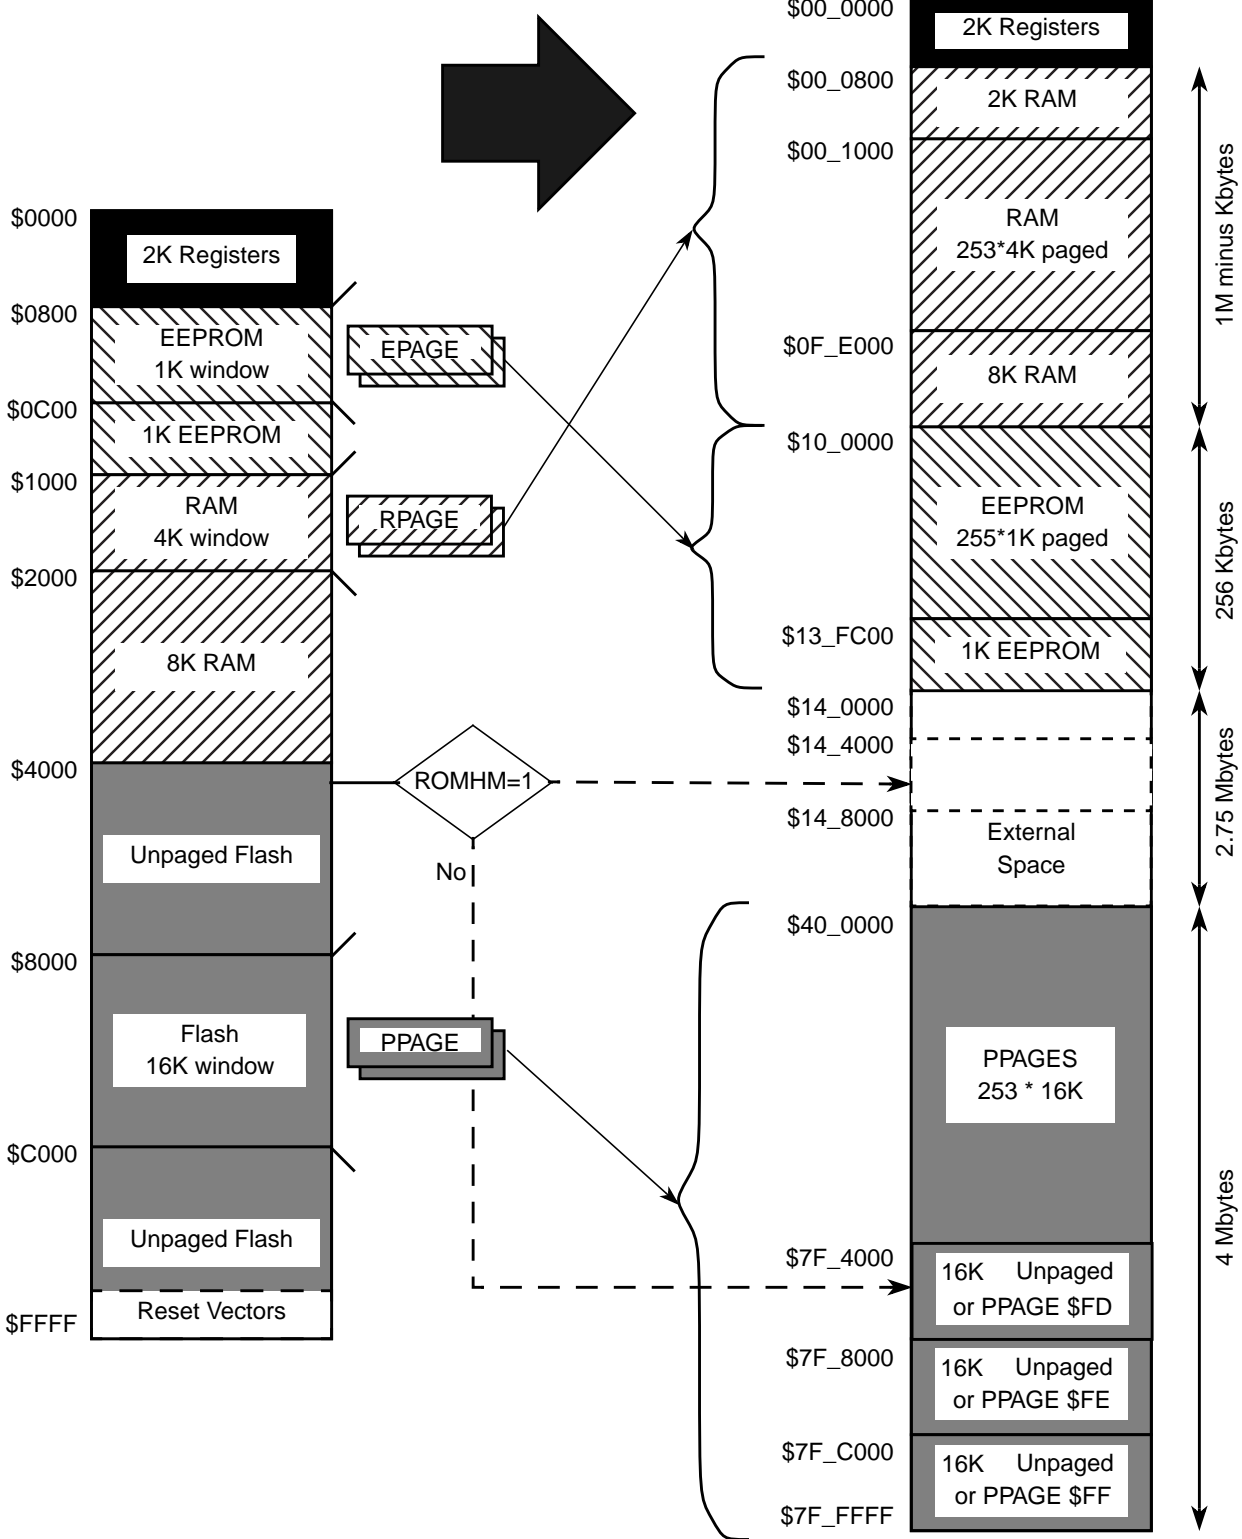 $0000
2K Registers
$0800
EEPROM
1K window
$0C00
1K EEPROM
$1000
RAM
4K window
$2000
8K RAM
$4000
Unpaged Flash
$8000
Flash
16K window
$C000
Unpaged Flash
Reset Vectors
$FFFF
EPAGE
RPAGE
ROMHM=1
No
PPAGE
$00_0000
2K Registers
$00_0800
2K RAM
$00_1000
RAM
253*4K paged
$0F_E000
8K RAM
$10_0000
EEPROM
255*1K paged
$13_FC00
1K EEPROM
$14_0000
$14_4000
$14_8000
External
Space
$40_0000
PPAGES
253 * 16K
$7F_4000
16K Unpaged
or PPAGE $FD
$7F_8000
16K Unpaged
or PPAGE $FE
$7F_C000
16K Unpaged
or PPAGE $FF
$7F_FFFF
1M minus Kbytes
256 Kbytes
2.75 Mbytes
4 Mbytes